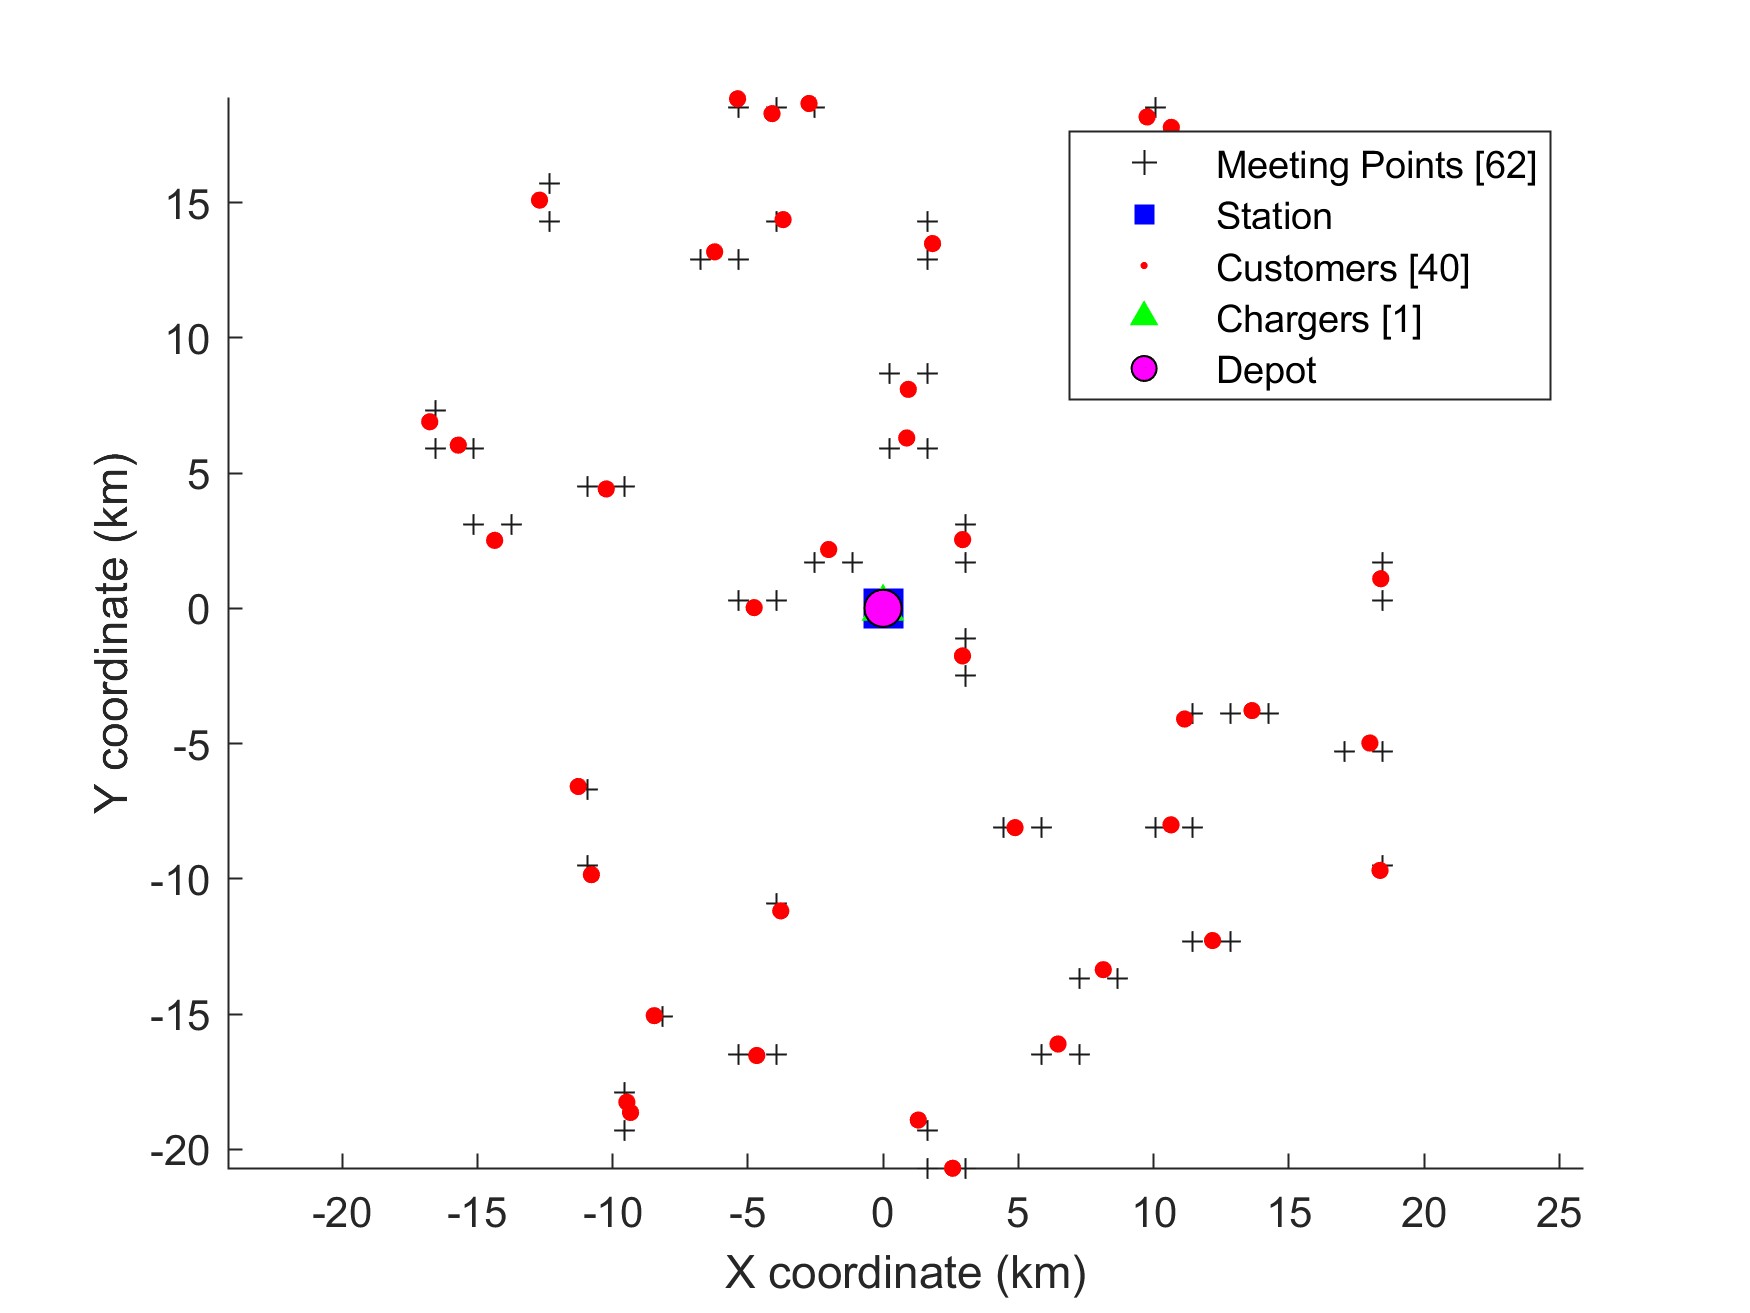 Meeting Points [62]
Station
Customers [40]
Chargers [1]
Depot
15
10
5
0
-5
-10
-15
-20
Y coordinate (km)
-20 -15 -10 -5 0 5 10 15 20 25
X coordinate (km)